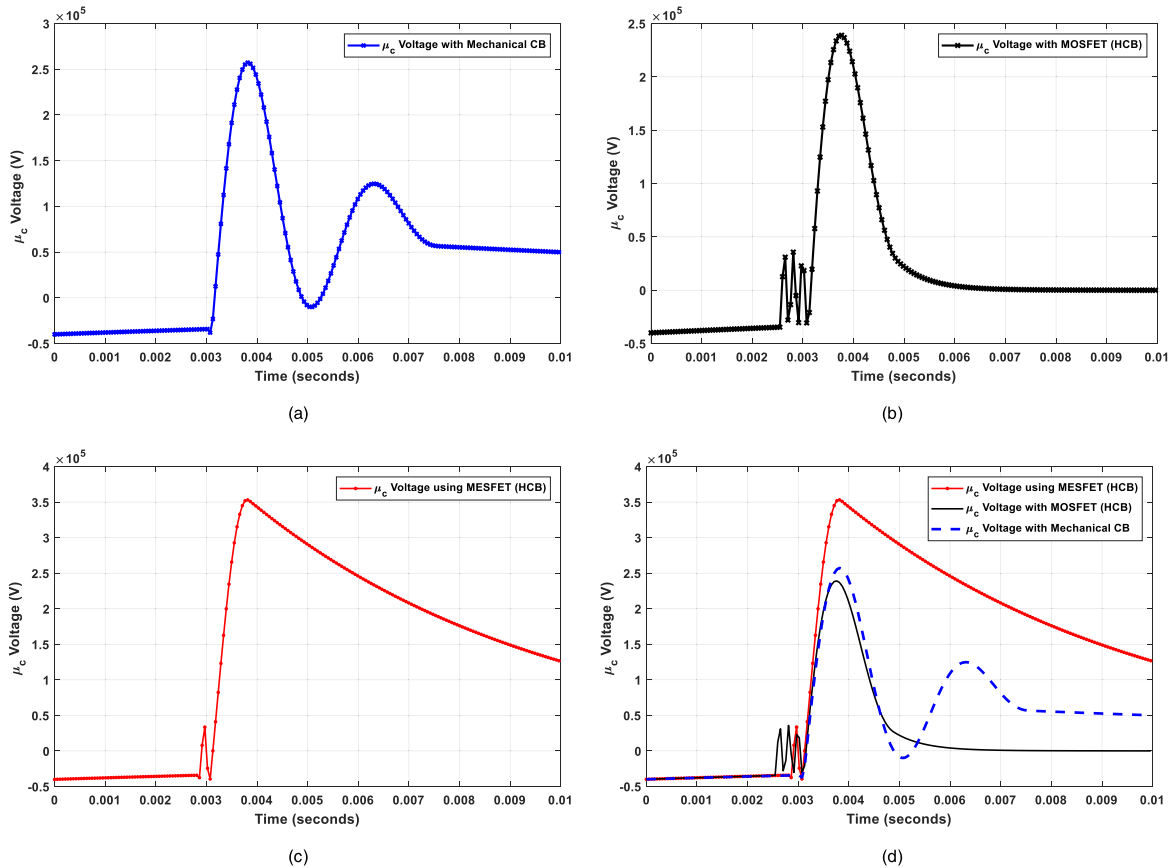 ×10⁵
3
2.5
2
1.5
1
0.5
0
-0.5
μc Voltage (V)
μc Voltage with Mechanical CB
0 0.001 0.002 0.003 0.004 0.005 0.006 0.007 0.008 0.009 0.01
Time (seconds)
(a)
×10⁵
2.5
2
1.5
1
0.5
0
-0.5
μc Voltage (V)
μc Voltage with MOSFET (HCB)
0 0.001 0.002 0.003 0.004 0.005 0.006 0.007 0.008 0.009 0.01
Time (seconds)
(b)
×10⁵
4
3.5
3
2.5
2
1.5
1
0.5
0
-0.5
μc Voltage (V)
μc Voltage using MESFET (HCB)
0 0.001 0.002 0.003 0.004 0.005 0.006 0.007 0.008 0.009 0.01
Time (seconds)
(c)
×10⁵
4
3.5
3
2.5
2
1.5
1
0.5
0
-0.5
μc Voltage (V)
μc Voltage using MESFET (HCB)
μc Voltage with MOSFET (HCB)
μc Voltage with Mechanical CB
0 0.001 0.002 0.003 0.004 0.005 0.006 0.007 0.008 0.009 0.01
Time (seconds)
(d)